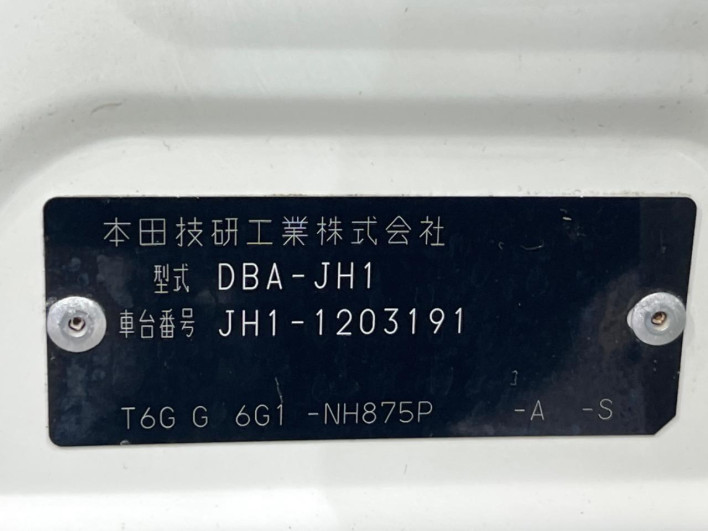 本田技研工業株式会社
型式 DBA-JH1
車台番号 JH1-1203191
T6G G 6G1 -NH875P -A -S